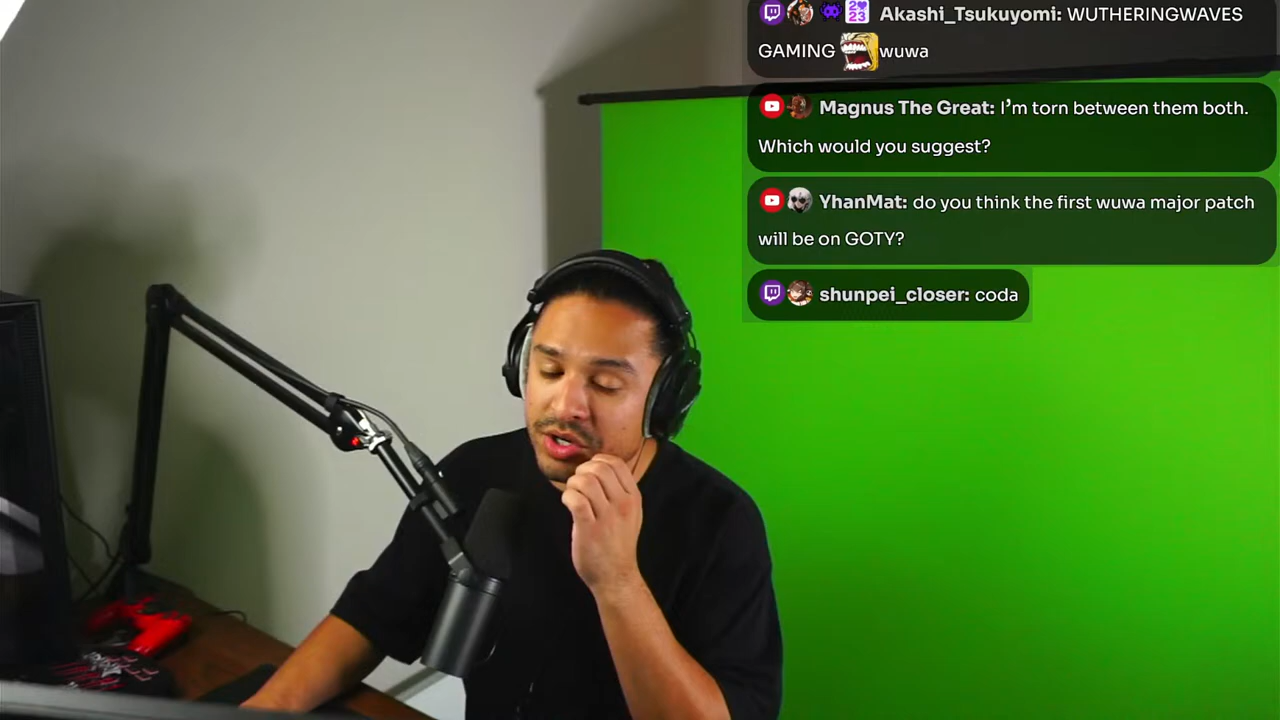 2023 Akashi_Tsukuyomi: WUTHERINGWAVES
GAMING wuwa
Magnus The Great: I'm torn between them both.
Which would you suggest?
YhanMat: do you think the first wuwa major patch
will be on GOTY?
shunpei_closer: coda